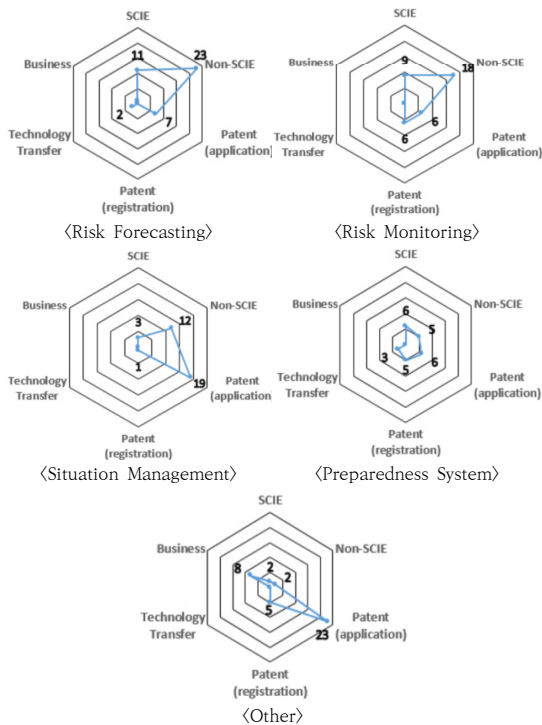 SCIE
11
23
Business
Non-SCIE
2
7
Technology
Transfer
Patent
(application)
Patent
(registration)
〈Risk Forecasting〉
SCIE
9
18
Business
Non-SCIE
6
6
Technology
Transfer
Patent
(application)
Patent
(registration)
〈Risk Monitoring〉
SCIE
Business
Non-SCIE
3
12
1
19
Technology
Transfer
Patent
(application)
Patent
(registration)
〈Situation Management〉
SCIE
Business
Non-SCIE
6
5
3
6
5
Technology
Transfer
Patent
(application)
Patent
(registration)
〈Preparedness System〉
SCIE
Business
Non-SCIE
8
2
2
5
23
Technology
Transfer
Patent
(application)
Patent
(registration)
〈Other〉